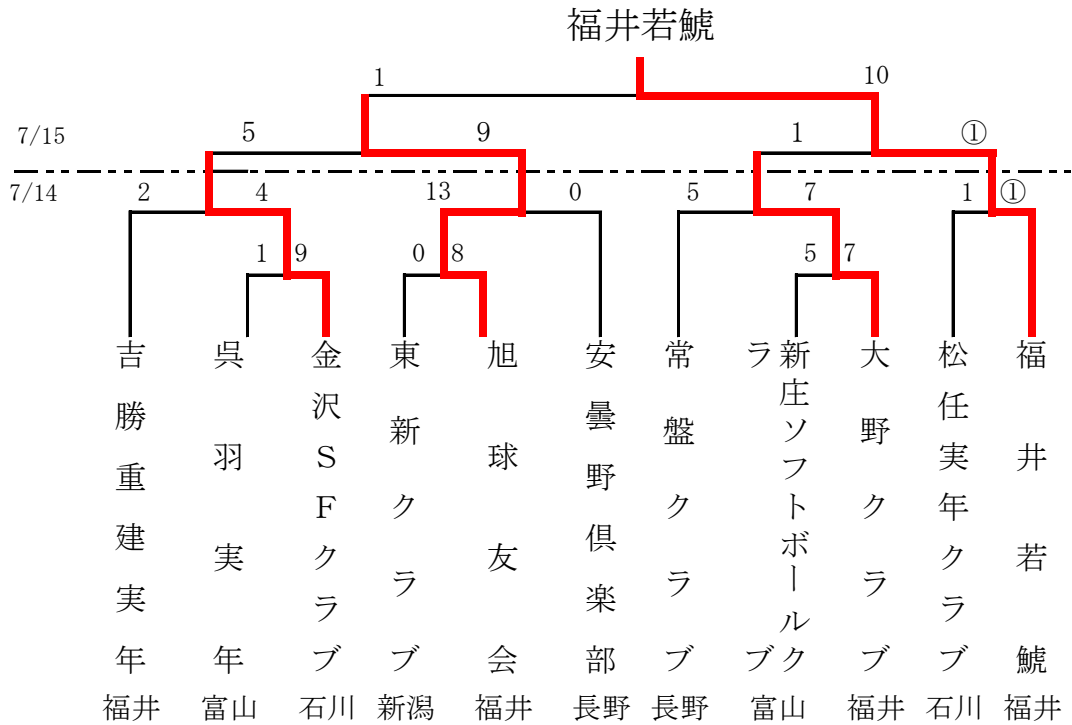 福井若鯱
1 10
7/15 5 9 1 ①
7/14 2 4 13 0 5 7 1 ①
1 9 0 8 5 7
吉勝重建実年
呉羽実年
金沢ＳＦクラブ
東新クラブ
旭球友会
安曇野倶楽部
常盤クラブ
新庄ソフトボールク
ラブ
大野クラブ
松任実年クラブ
福井若鯱
福井 富山 石川 新潟 福井 長野 長野 富山 福井 石川 福井